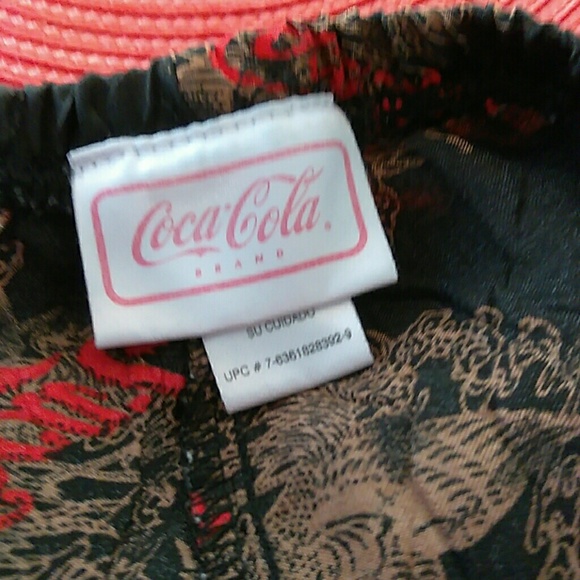 Coca-Cola®
BRAND
SU CUIDADO
UPC # 7-6361828392-9